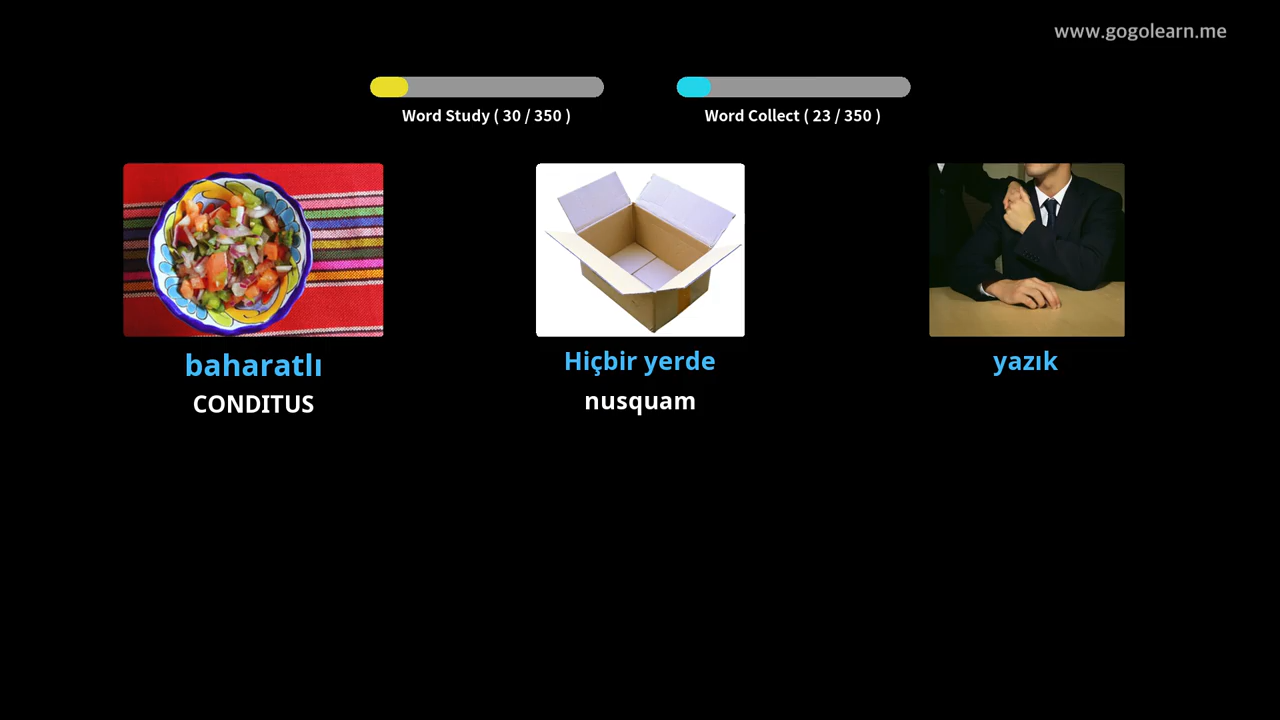 www.gogolearn.me
Word Study ( 30 / 350 )
Word Collect ( 23 / 350 )
baharatlı
CONDITUS
Hiçbir yerde
nusquam
yazık